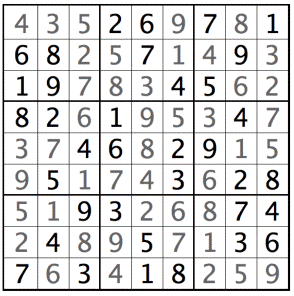 4 3 5 2 6 9 7 8 1
6 8 2 5 7 1 4 9 3
1 9 7 8 3 4 5 6 2
8 2 6 1 9 5 3 4 7
3 7 4 6 8 2 9 1 5
9 5 1 7 4 3 6 2 8
5 1 9 3 2 6 8 7 4
2 4 8 9 5 7 1 3 6
7 6 3 4 1 8 2 5 9